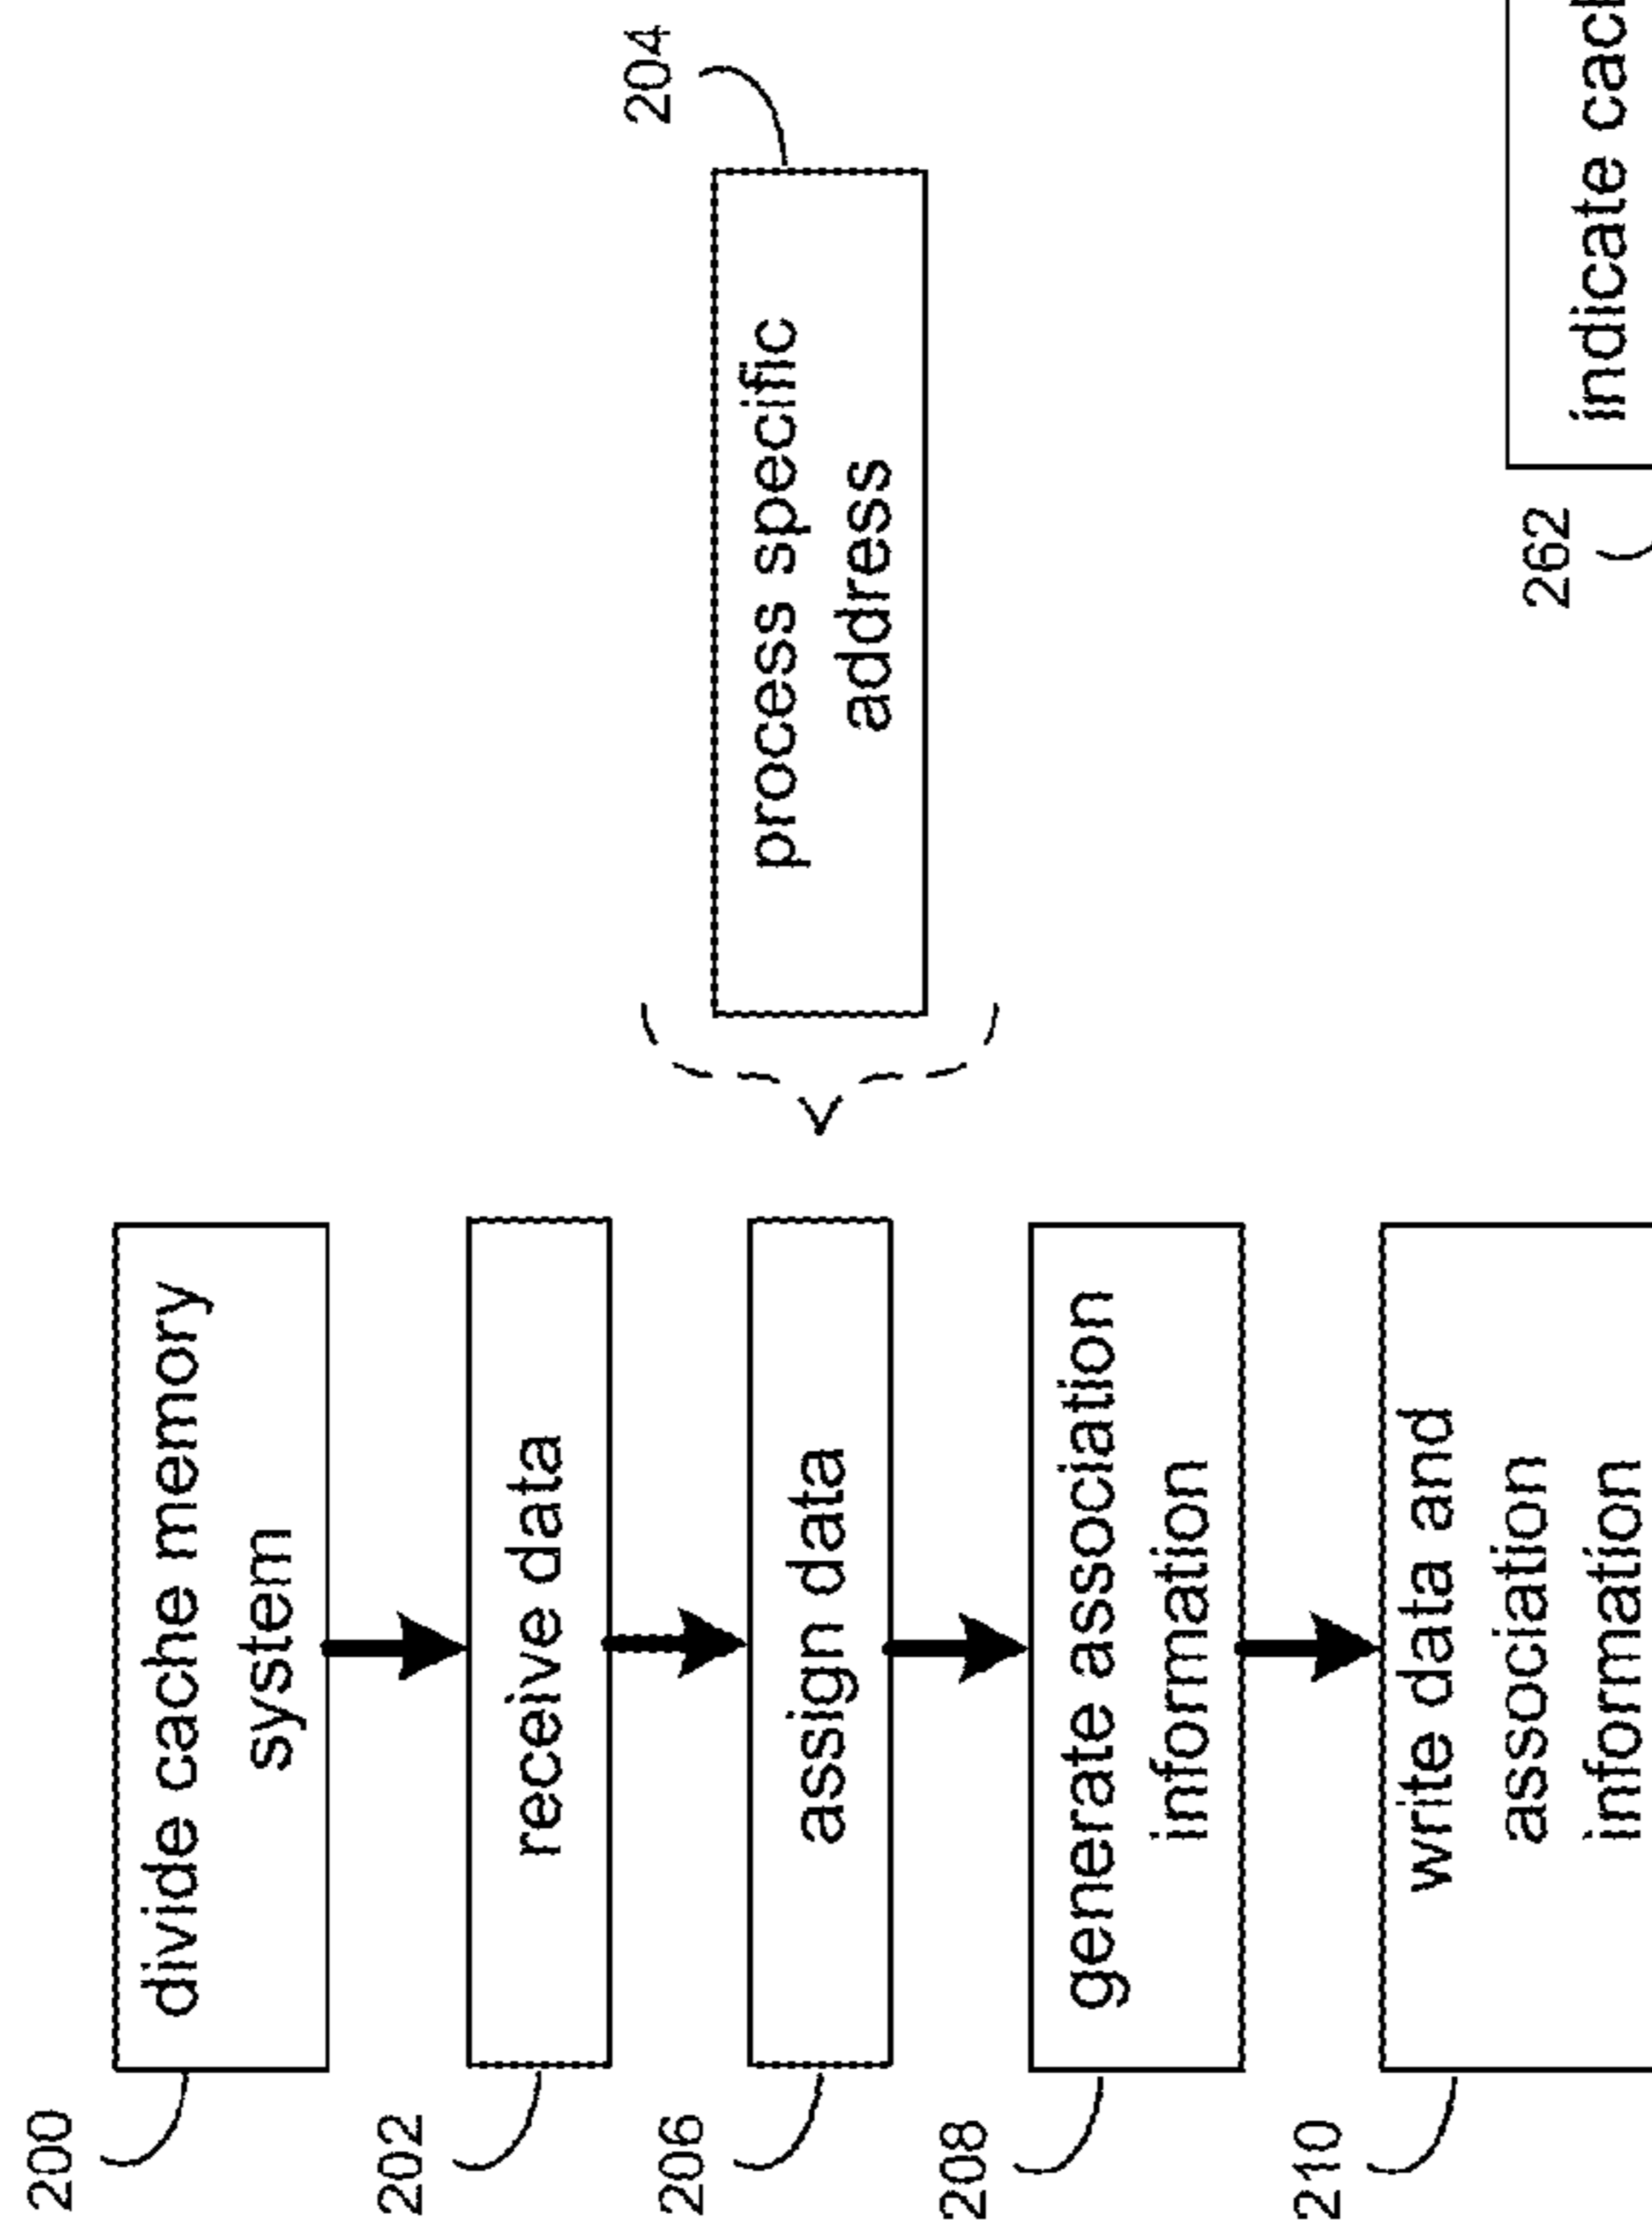 200
divide cache memory
system
202
receive data
206
assign data
204
process specific
address
208
generate association
information
210
write data and
association
information
262
indicate